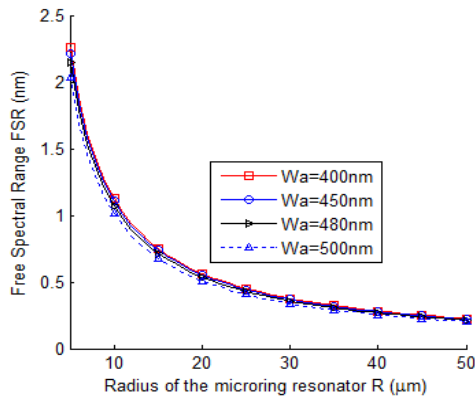 2.5
2
1.5
1
0.5
0
10
20
30
40
50
Free Spectral Range FSR (nm)
Radius of the microring resonator R (μm)
Wa=400nm
Wa=450nm
Wa=480nm
Wa=500nm